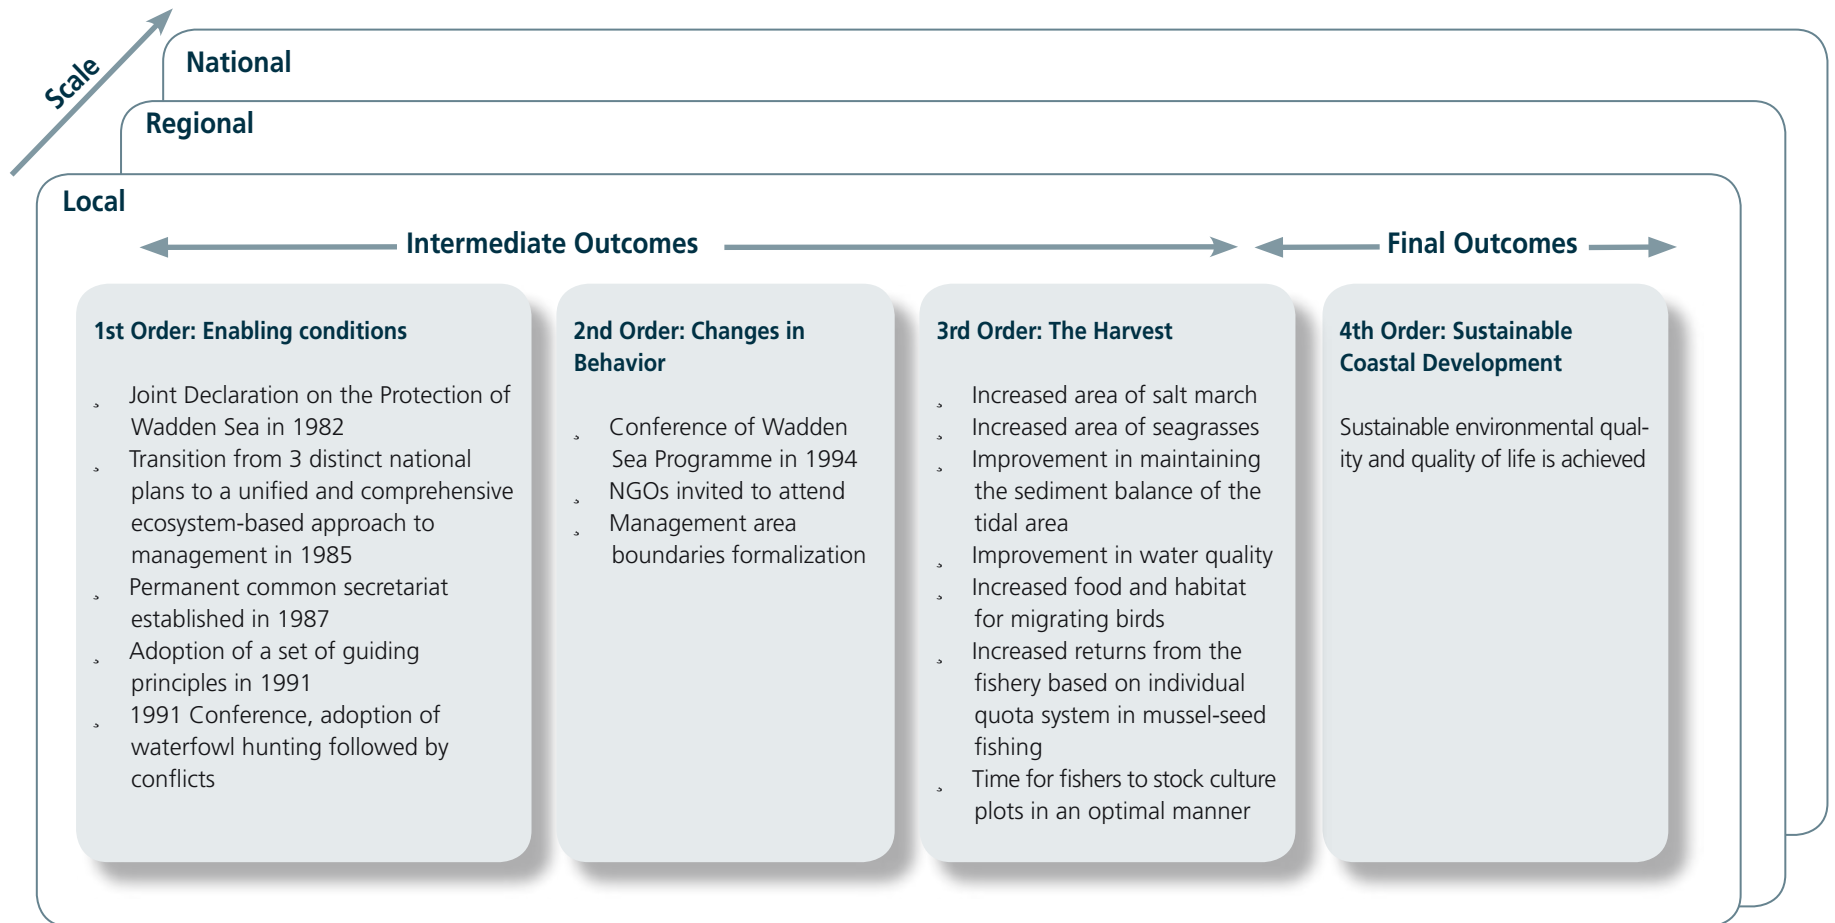 Scale
National
Regional
Local
Intermediate Outcomes
Final Outcomes
1st Order: Enabling conditions
Joint Declaration on the Protection of
Wadden Sea in 1982
Transition from 3 distinct national
plans to a unified and comprehensive
ecosystem-based approach to
management in 1985
Permanent common secretariat
established in 1987
Adoption of a set of guiding
principles in 1991
1991 Conference, adoption of
waterfowl hunting followed by
conflicts
2nd Order: Changes in
Behavior
Conference of Wadden
Sea Programme in 1994
NGOs invited to attend
Management area
boundaries formalization
3rd Order: The Harvest
Increased area of salt march
Increased area of seagrasses
Improvement in maintaining
the sediment balance of the
tidal area
Improvement in water quality
Increased food and habitat
for migrating birds
Increased returns from the
fishery based on individual
quota system in mussel-seed
fishing
Time for fishers to stock culture
plots in an optimal manner
4th Order: Sustainable
Coastal Development
Sustainable environmental qual-
ity and quality of life is achieved